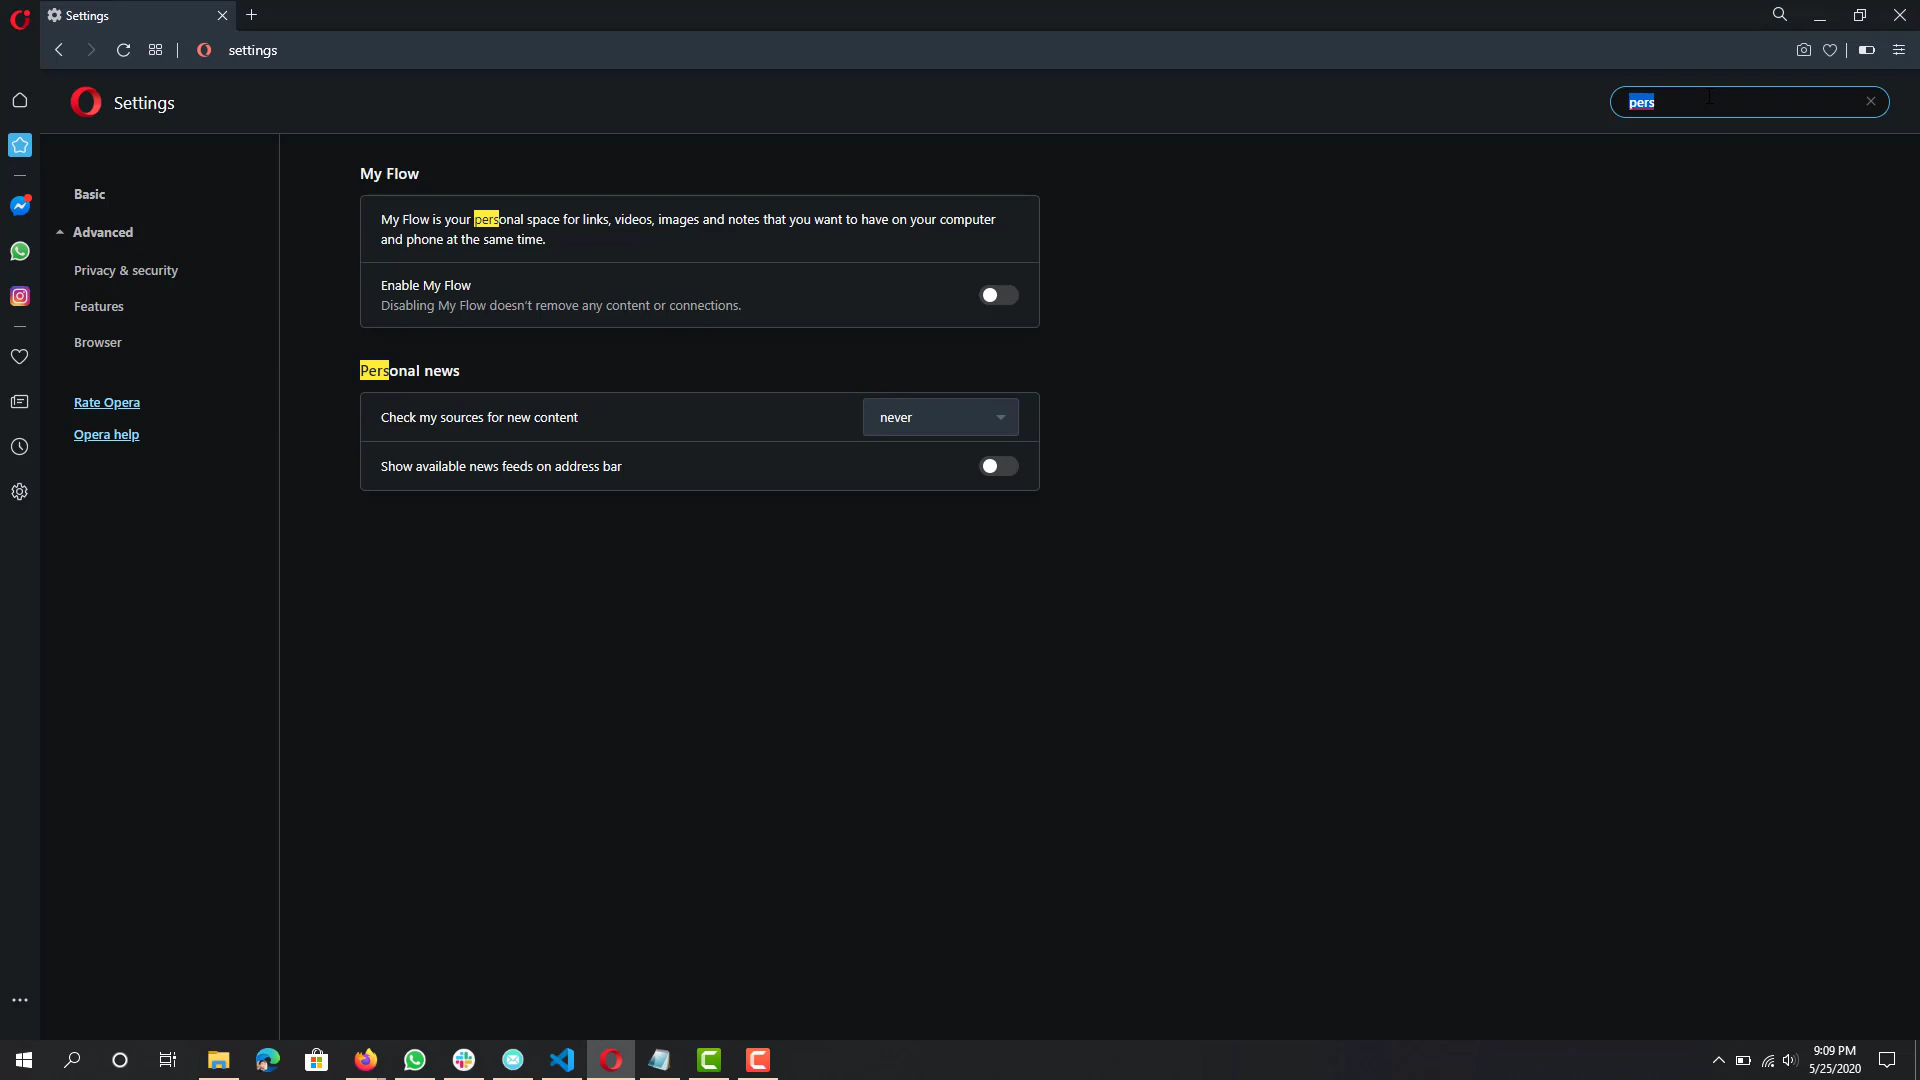 Settings
settings
Settings
pers
Basic
Advanced
Privacy & security
Features
Browser
Rate Opera
Opera help
My Flow
My Flow is your personal space for links, videos, images and notes that you want to have on your computer
and phone at the same time.
Enable My Flow
Disabling My Flow doesn't remove any content or connections.
Personal news
Check my sources for new content
never
Show available news feeds on address bar
9:09 PM
5/25/2020